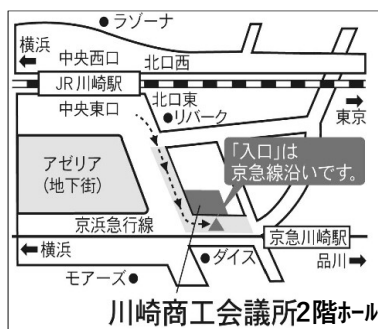 ●ラゾーナ
横浜
中央西口
北口西
JR川崎駅
中央東口
北口東
●リバーク
東京
アゼリア
(地下街)
「入口」は
京急線沿いです。
京浜急行線
京急川崎駅
横浜
●ダイス
品川
モアーズ●
川崎商工会議所2階ホール